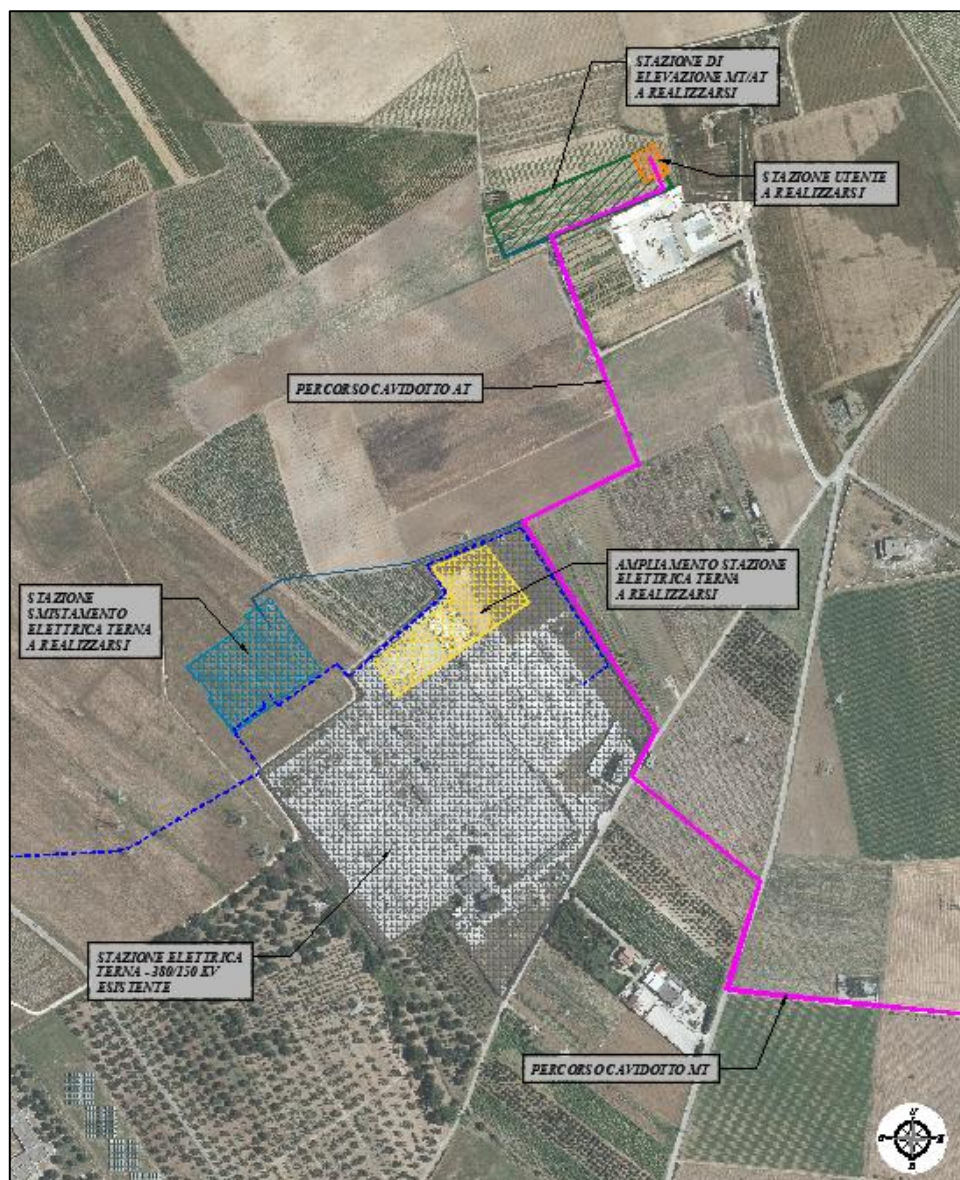 STAZIONE DI
ELEVAZIONE MT/AT
A REALIZZARSI
STAZIONE UTENTE
A REALIZZARSI
PERCORSO CAVIDOTTO AT
AMPLIAMENTO STAZIONE
ELETTRICA TERNA
A REALIZZARSI
STAZIONE
SMISTAMENTO
ELETTRICA TERNA
A REALIZZARSI
STAZIONE ELETTRICA
TERNA - 380/150 KV
ESISTENTE
PERCORSO CAVIDOTTO MT